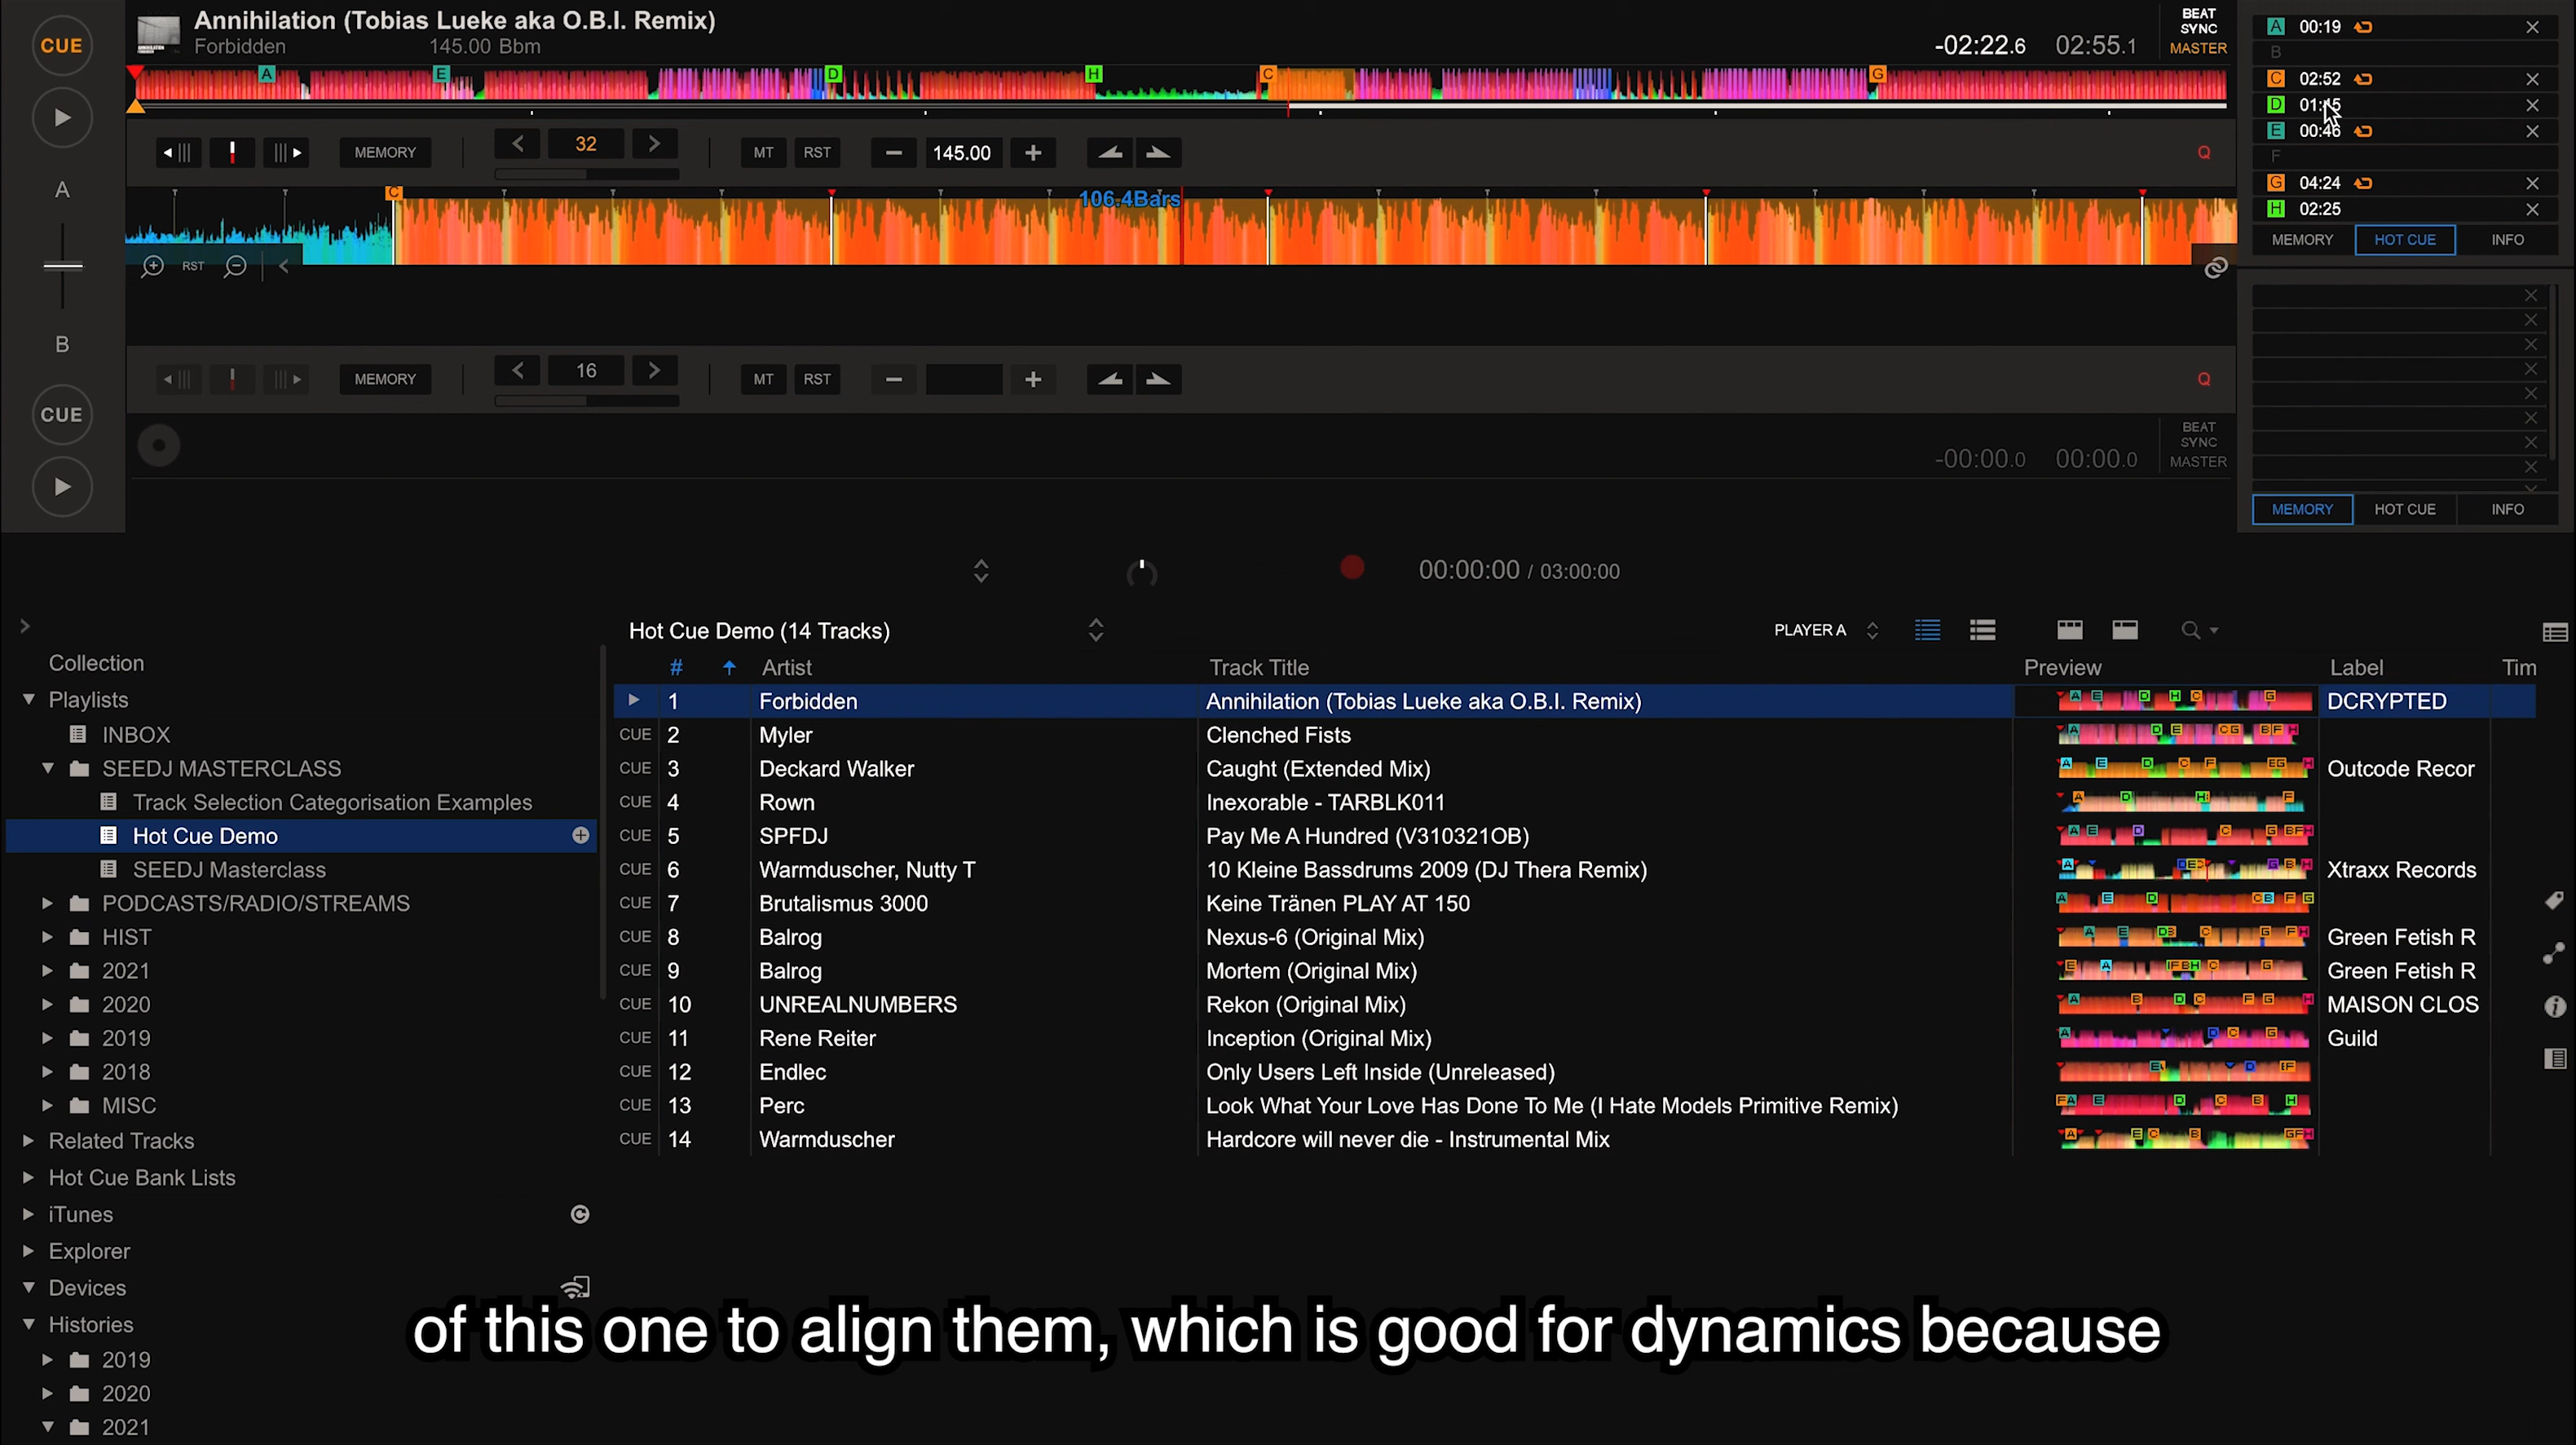 CUE
A
B
CUE
Annihilation (Tobias Lueke aka O.B.I. Remix)
Forbidden 145.00 Bbm
-02:22.6 02:55.1
BEAT
SYNC
MASTER
A E D H C G
MEMORY 32 MT RST 145.00 Q
C 106.4Bars
RST
MEMORY 16 MT RST Q
-00:00.0 00:00.0
BEAT
SYNC
MASTER
A 00:19
B
C 02:52
D 01:15
E 00:46
F
G 04:24
H 02:25
MEMORY HOT CUE INFO
MEMORY HOT CUE INFO
00:00:00 / 03:00:00
Collection
Playlists
INBOX
SEEDJ MASTERCLASS
Track Selection Categorisation Examples
Hot Cue Demo
SEEDJ Masterclass
PODCASTS/RADIO/STREAMS
HIST
2021
2020
2019
2018
MISC
Related Tracks
Hot Cue Bank Lists
iTunes
Explorer
Devices
Histories
2019
2020
2021
Hot Cue Demo (14 Tracks) PLAYER A
# Artist Track Title Preview Label Tim
1 Forbidden Annihilation (Tobias Lueke aka O.B.I. Remix) DCRYPTED
CUE 2 Myler Clenched Fists
CUE 3 Deckard Walker Caught (Extended Mix) Outcode Recor
CUE 4 Rown Inexorable - TARBLK011
CUE 5 SPFDJ Pay Me A Hundred (V310321OB)
CUE 6 Warmduscher, Nutty T 10 Kleine Bassdrums 2009 (DJ Thera Remix) Xtraxx Records
CUE 7 Brutalismus 3000 Keine Tränen PLAY AT 150
CUE 8 Balrog Nexus-6 (Original Mix) Green Fetish R
CUE 9 Balrog Mortem (Original Mix) Green Fetish R
CUE 10 UNREALNUMBERS Rekon (Original Mix) MAISON CLOS
CUE 11 Rene Reiter Inception (Original Mix) Guild
CUE 12 Endlec Only Users Left Inside (Unreleased)
CUE 13 Perc Look What Your Love Has Done To Me (I Hate Models Primitive Remix)
CUE 14 Warmduscher Hardcore will never die - Instrumental Mix
of this one to align them, which is good for dynamics because